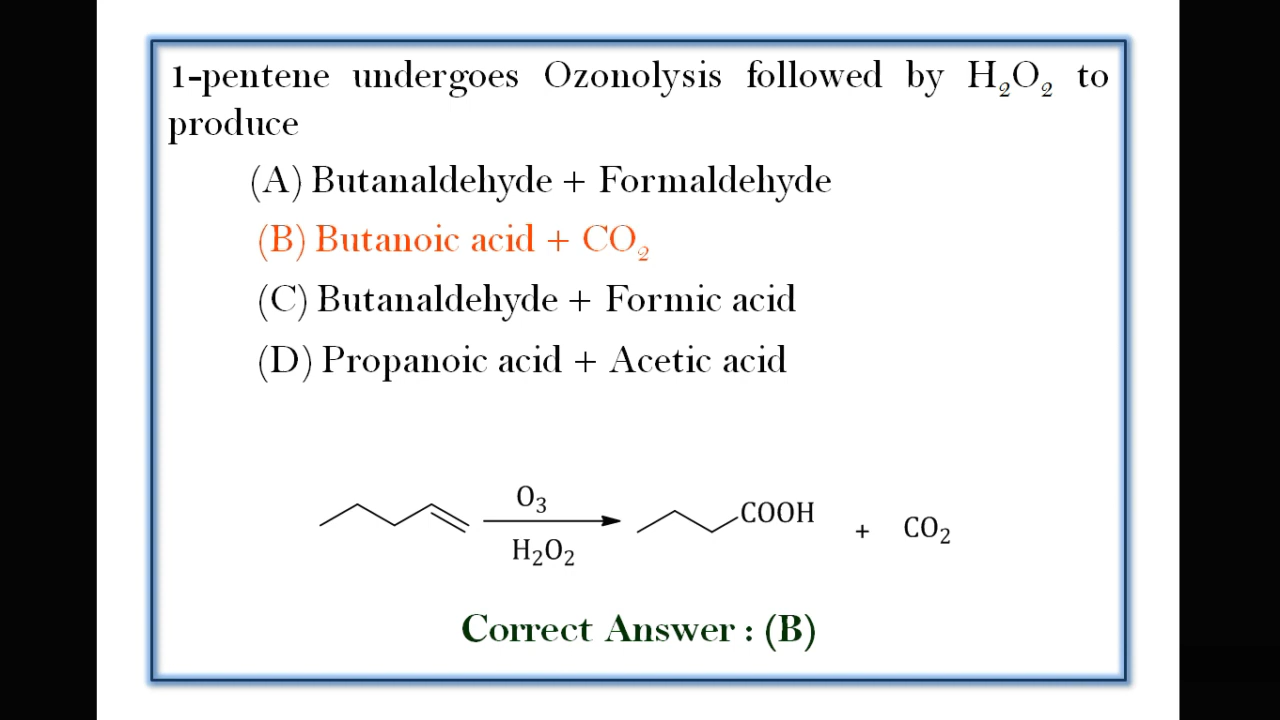 1-pentene undergoes Ozonolysis followed by H₂O₂ to
produce
(A) Butanaldehyde + Formaldehyde
(B) Butanoic acid + CO₂
(C) Butanaldehyde + Formic acid
(D) Propanoic acid + Acetic acid
O₃
H₂O₂
COOH + CO₂
Correct Answer : (B)